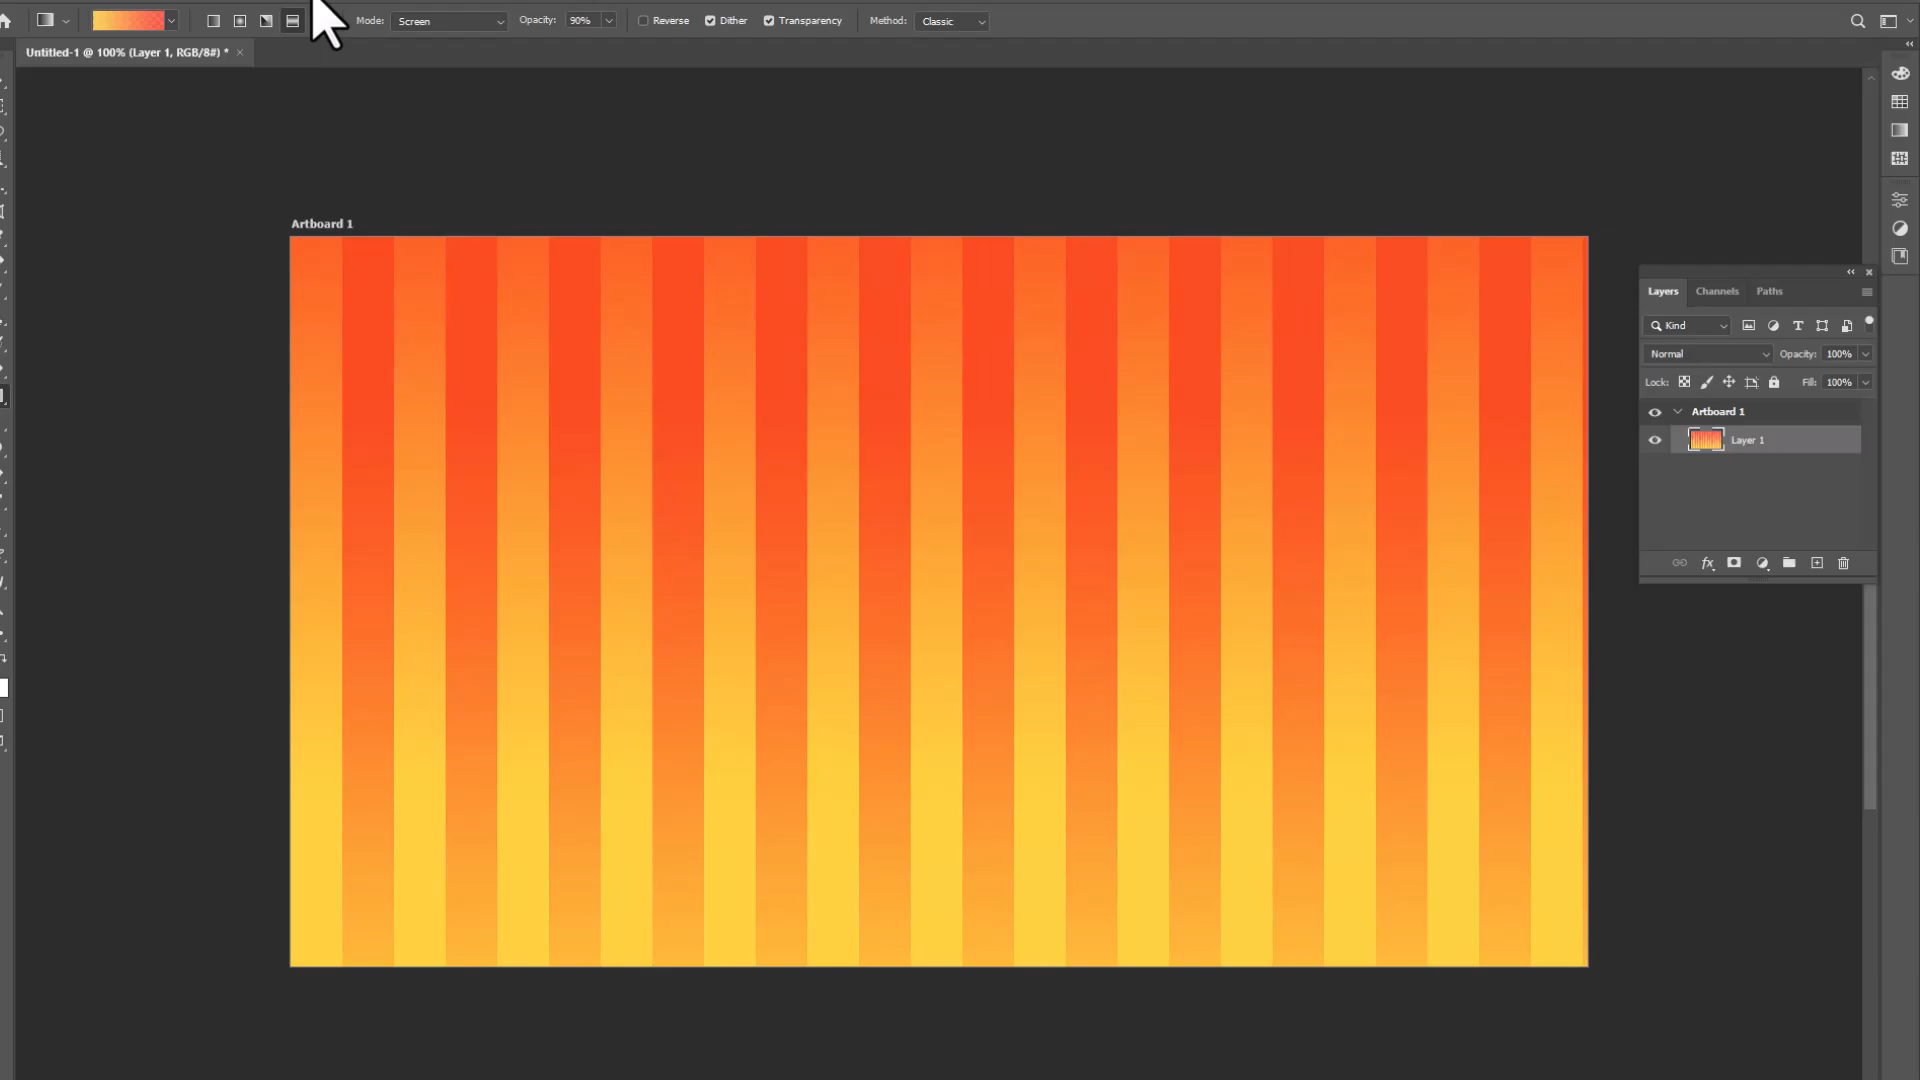 Mode: Screen Opacity: 90% Reverse Dither Transparency Method: Classic
Untitled-1 @ 100% (Layer 1, RGB/8#) * ×
Artboard 1
Layers Channels Paths
Kind
Normal Opacity: 100%
Lock: Fill: 100%
Artboard 1
Layer 1
fx